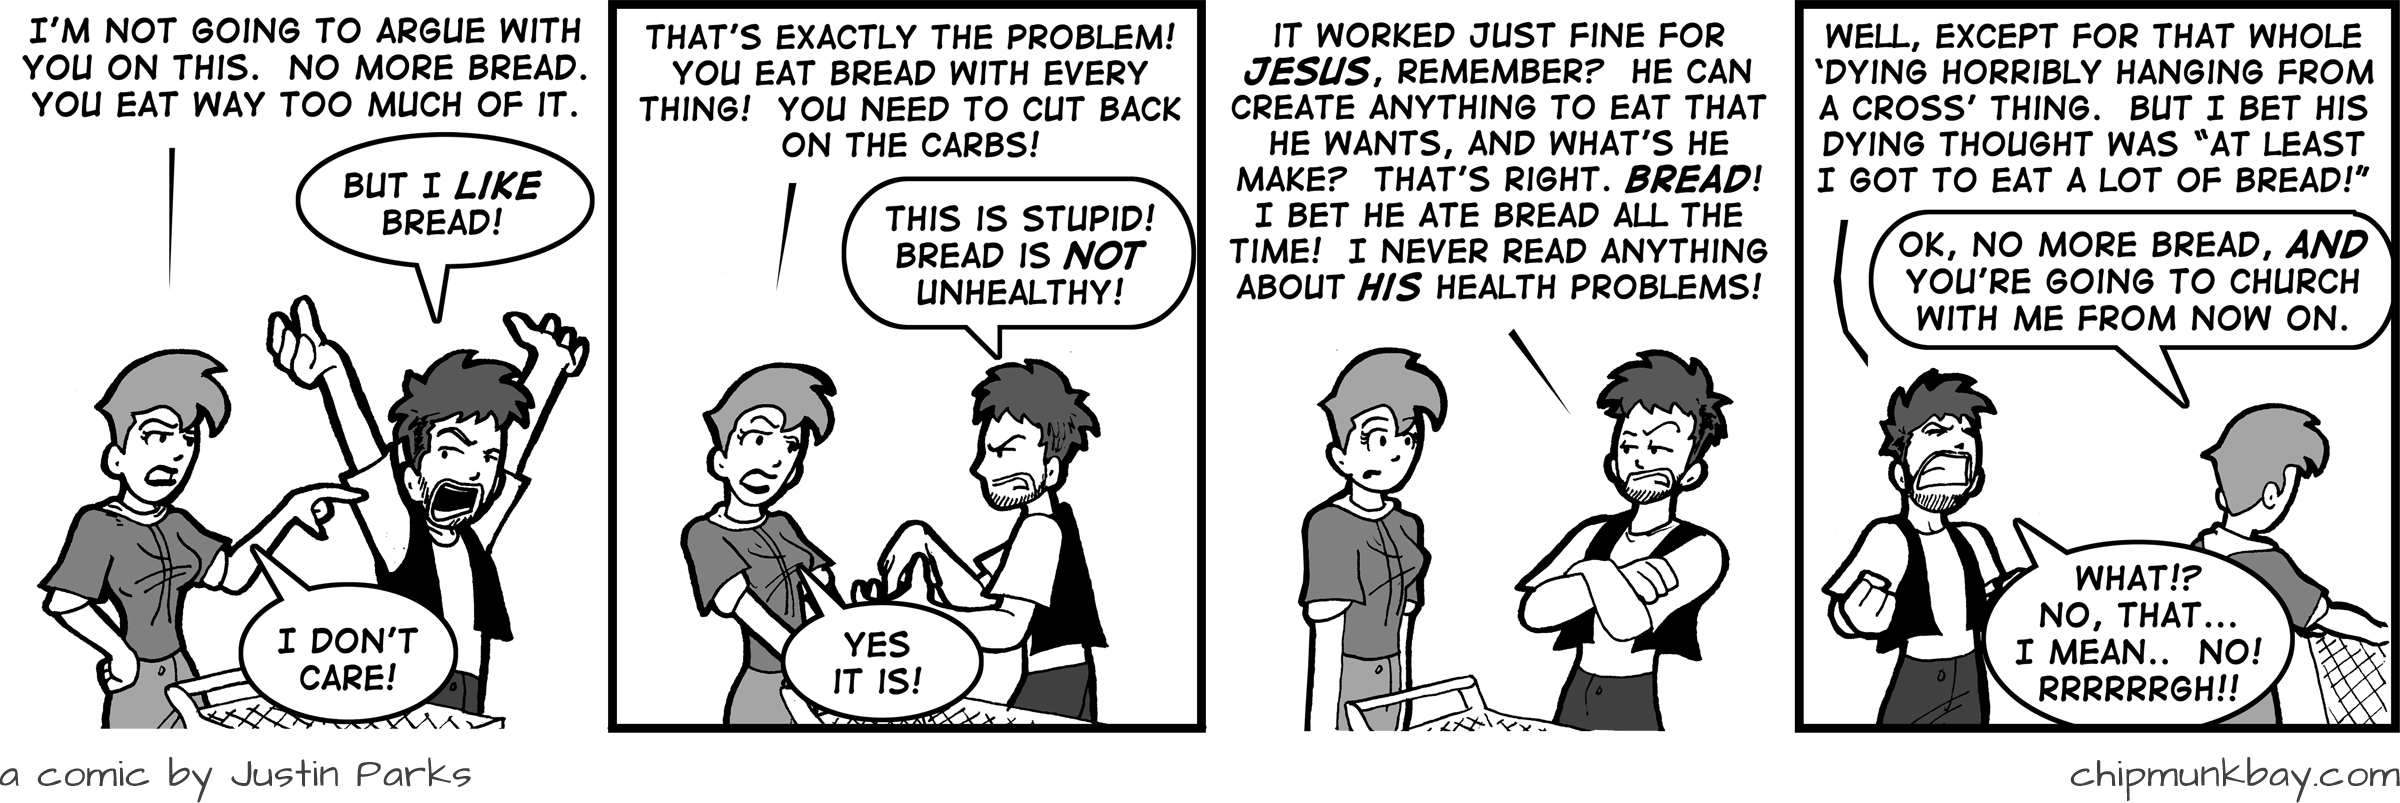 I'M NOT GOING TO ARGUE WITH
YOU ON THIS. NO MORE BREAD.
YOU EAT WAY TOO MUCH OF IT.
BUT I LIKE
BREAD!
I DON'T
CARE!
THAT'S EXACTLY THE PROBLEM!
YOU EAT BREAD WITH EVERY
THING! YOU NEED TO CUT BACK
ON THE CARBS!
THIS IS STUPID!
BREAD IS NOT
UNHEALTHY!
YES
IT IS!
IT WORKED JUST FINE FOR
JESUS, REMEMBER? HE CAN
CREATE ANYTHING TO EAT THAT
HE WANTS, AND WHAT'S HE
MAKE? THAT'S RIGHT. BREAD!
I BET HE ATE BREAD ALL THE
TIME! I NEVER READ ANYTHING
ABOUT HIS HEALTH PROBLEMS!
WELL, EXCEPT FOR THAT WHOLE
'DYING HORRIBLY HANGING FROM
A CROSS' THING. BUT I BET HIS
DYING THOUGHT WAS "AT LEAST
I GOT TO EAT A LOT OF BREAD!"
OK, NO MORE BREAD, AND
YOU'RE GOING TO CHURCH
WITH ME FROM NOW ON.
WHAT!?
NO, THAT...
I MEAN.. NO!
RRRRRRGH!!
a comic by Justin Parks
chipmunkbay.com